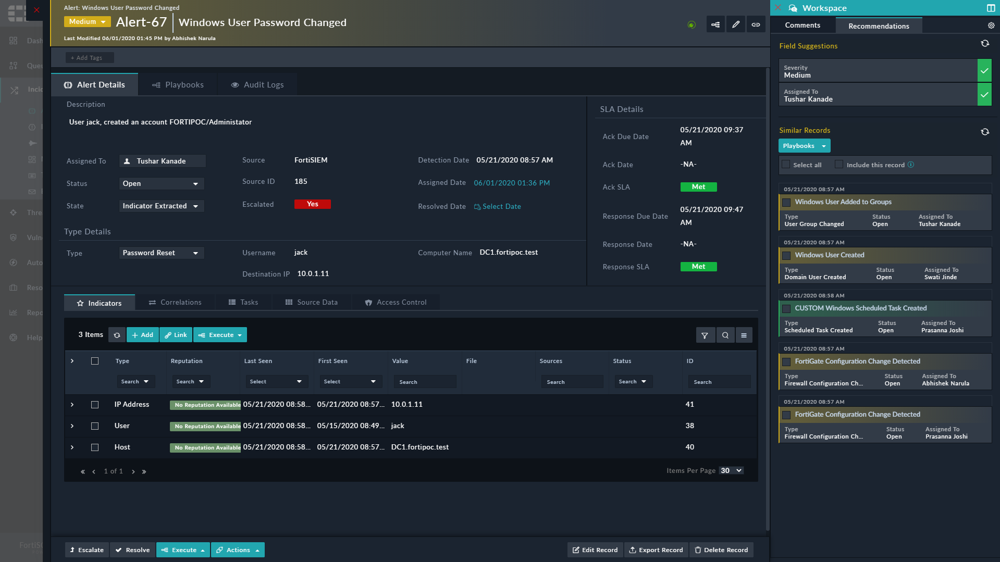 Alert: Windows User Password Changed
Medium
Alert-67
Windows User Password Changed
Last Modified 06/01/2020 01:45 PM by Abhishek Narula
+ Add Tags
Alert Details
Playbooks
Audit Logs
Description
User jack, created an account FORTIPOC/Administator
Assigned To
Tushar Kanade
Source
FortiSIEM
Detection Date
05/21/2020 08:57 AM
Status
Open
Source ID
185
Assigned Date
06/01/2020 01:36 PM
State
Indicator Extracted
Escalated
Yes
Resolved Date
Select Date
Type Details
Type
Password Reset
Username
jack
Computer Name
DC1.fortipoc.test
Destination IP
10.0.1.11
SLA Details
Ack Due Date
05/21/2020 09:37
AM
Ack Date
-NA-
Ack SLA
Met
Response Due Date
05/21/2020 09:47
AM
Response Date
-NA-
Response SLA
Met
Indicators
Correlations
Tasks
Source Data
Access Control
3 Items
Add
Link
Execute
Type
Reputation
Last Seen
First Seen
Value
File
Sources
Status
ID
Search
Search
Select
Select
Search
Search
Search
Search
IP Address
No Reputation Available
05/21/2020 08:58...
05/21/2020 08:57...
10.0.1.11
41
User
No Reputation Available
05/21/2020 08:58...
05/15/2020 08:49...
jack
38
Host
No Reputation Available
05/21/2020 08:58...
05/21/2020 08:57...
DC1.fortipoc.test
40
1 of 1
Items Per Page
30
Escalate
Resolve
Execute
Actions
Edit Record
Export Record
Delete Record
Workspace
Comments
Recommendations
Field Suggestions
Severity
Medium
Assigned To
Tushar Kanade
Similar Records
Playbooks
Select all
Include this record
05/21/2020 08:57 AM
Windows User Added to Groups
Type
Status
Assigned To
User Group Changed
Open
Tushar Kanade
05/21/2020 08:57 AM
Windows User Created
Type
Status
Assigned To
Domain User Created
Open
Swati Jinde
05/21/2020 08:58 AM
CUSTOM Windows Scheduled Task Created
Type
Status
Assigned To
Scheduled Task Created
Open
Prasanna Joshi
05/21/2020 08:57 AM
FortiGate Configuration Change Detected
Type
Status
Assigned To
Firewall Configuration Ch...
Open
Abhishek Narula
05/21/2020 08:57 AM
FortiGate Configuration Change Detected
Type
Status
Assigned To
Firewall Configuration Ch...
Open
Prasanna Joshi
Help